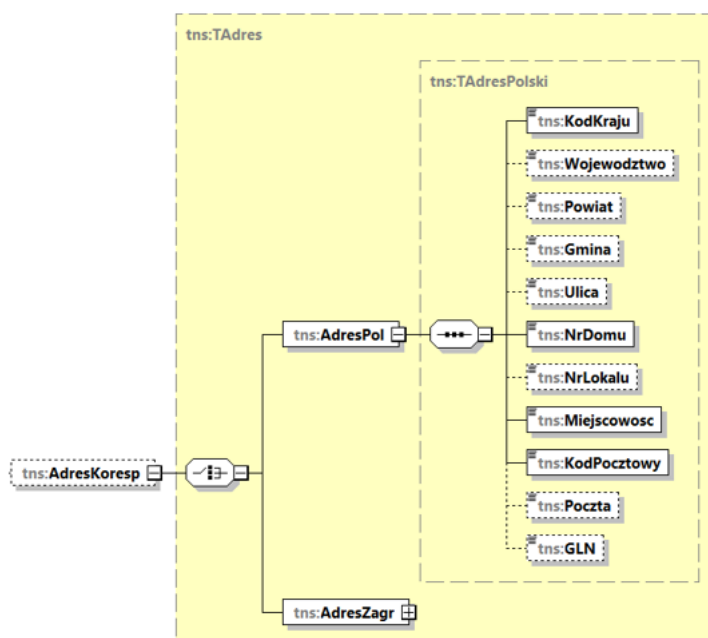 tns:TAdres
tns:TAdresPolski
tns:KodKraju
tns:Wojewodztwo
tns:Powiat
tns:Gmina
tns:Ulica
tns:AdresPol
tns:NrDomu
tns:NrLokalu
tns:Miejscowosc
tns:AdresKoresp
tns:KodPocztowy
tns:Poczta
tns:GLN
tns:AdresZagr